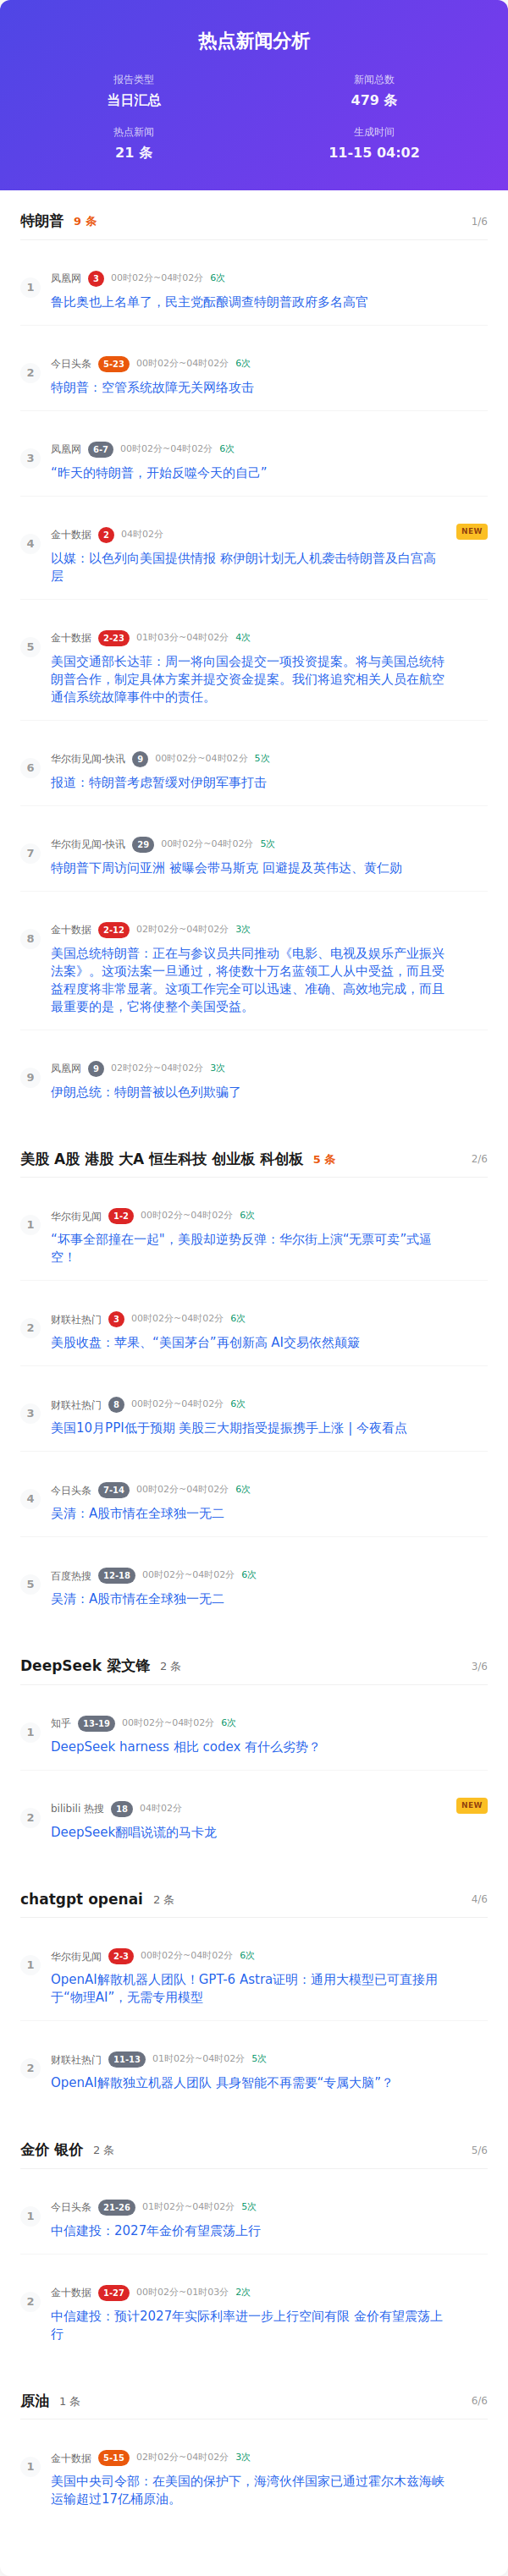 热点新闻分析
报告类型
当日汇总
新闻总数
479 条
热点新闻
21 条
生成时间
11-15 04:02
特朗普 9 条 1/6
1 凤凰网 3 00时02分~04时02分 6次
鲁比奥也上名单了，民主党酝酿调查特朗普政府多名高官
2 今日头条 5-23 00时02分~04时02分 6次
特朗普：空管系统故障无关网络攻击
3 凤凰网 6-7 00时02分~04时02分 6次
“昨天的特朗普，开始反噬今天的自己”
4 金十数据 2 04时02分 NEW
以媒：以色列向美国提供情报 称伊朗计划无人机袭击特朗普及白宫高
层
5 金十数据 2-23 01时03分~04时02分 4次
美国交通部长达菲：周一将向国会提交一项投资提案。将与美国总统特
朗普合作，制定具体方案并提交资金提案。我们将追究相关人员在航空
通信系统故障事件中的责任。
6 华尔街见闻-快讯 9 00时02分~04时02分 5次
报道：特朗普考虑暂缓对伊朗军事打击
7 华尔街见闻-快讯 29 00时02分~04时02分 5次
特朗普下周访问亚洲 被曝会带马斯克 回避提及英伟达、黄仁勋
8 金十数据 2-12 02时02分~04时02分 3次
美国总统特朗普：正在与参议员共同推动《电影、电视及娱乐产业振兴
法案》。这项法案一旦通过，将使数十万名蓝领工人从中受益，而且受
益程度将非常显著。这项工作完全可以迅速、准确、高效地完成，而且
最重要的是，它将使整个美国受益。
9 凤凰网 9 02时02分~04时02分 3次
伊朗总统：特朗普被以色列欺骗了
美股 A股 港股 大A 恒生科技 创业板 科创板 5 条 2/6
1 华尔街见闻 1-2 00时02分~04时02分 6次
“坏事全部撞在一起"，美股却逆势反弹：华尔街上演“无票可卖”式逼
空！
2 财联社热门 3 00时02分~04时02分 6次
美股收盘：苹果、“美国茅台”再创新高 AI交易依然颠簸
3 财联社热门 8 00时02分~04时02分 6次
美国10月PPI低于预期 美股三大期指受提振携手上涨 | 今夜看点
4 今日头条 7-14 00时02分~04时02分 6次
吴清：A股市情在全球独一无二
5 百度热搜 12-18 00时02分~04时02分 6次
吴清：A股市情在全球独一无二
DeepSeek 梁文锋 2 条 3/6
1 知乎 13-19 00时02分~04时02分 6次
DeepSeek harness 相比 codex 有什么劣势？
2 bilibili 热搜 18 04时02分 NEW
DeepSeek翻唱说谎的马卡龙
chatgpt openai 2 条 4/6
1 华尔街见闻 2-3 00时02分~04时02分 6次
OpenAI解散机器人团队！GPT-6 Astra证明：通用大模型已可直接用
于“物理AI”，无需专用模型
2 财联社热门 11-13 01时02分~04时02分 5次
OpenAI解散独立机器人团队 具身智能不再需要“专属大脑”？
金价 银价 2 条 5/6
1 今日头条 21-26 01时02分~04时02分 5次
中信建投：2027年金价有望震荡上行
2 金十数据 1-27 00时02分~01时03分 2次
中信建投：预计2027年实际利率进一步上行空间有限 金价有望震荡上
行
原油 1 条 6/6
1 金十数据 5-15 02时02分~04时02分 3次
美国中央司令部：在美国的保护下，海湾伙伴国家已通过霍尔木兹海峡
运输超过17亿桶原油。